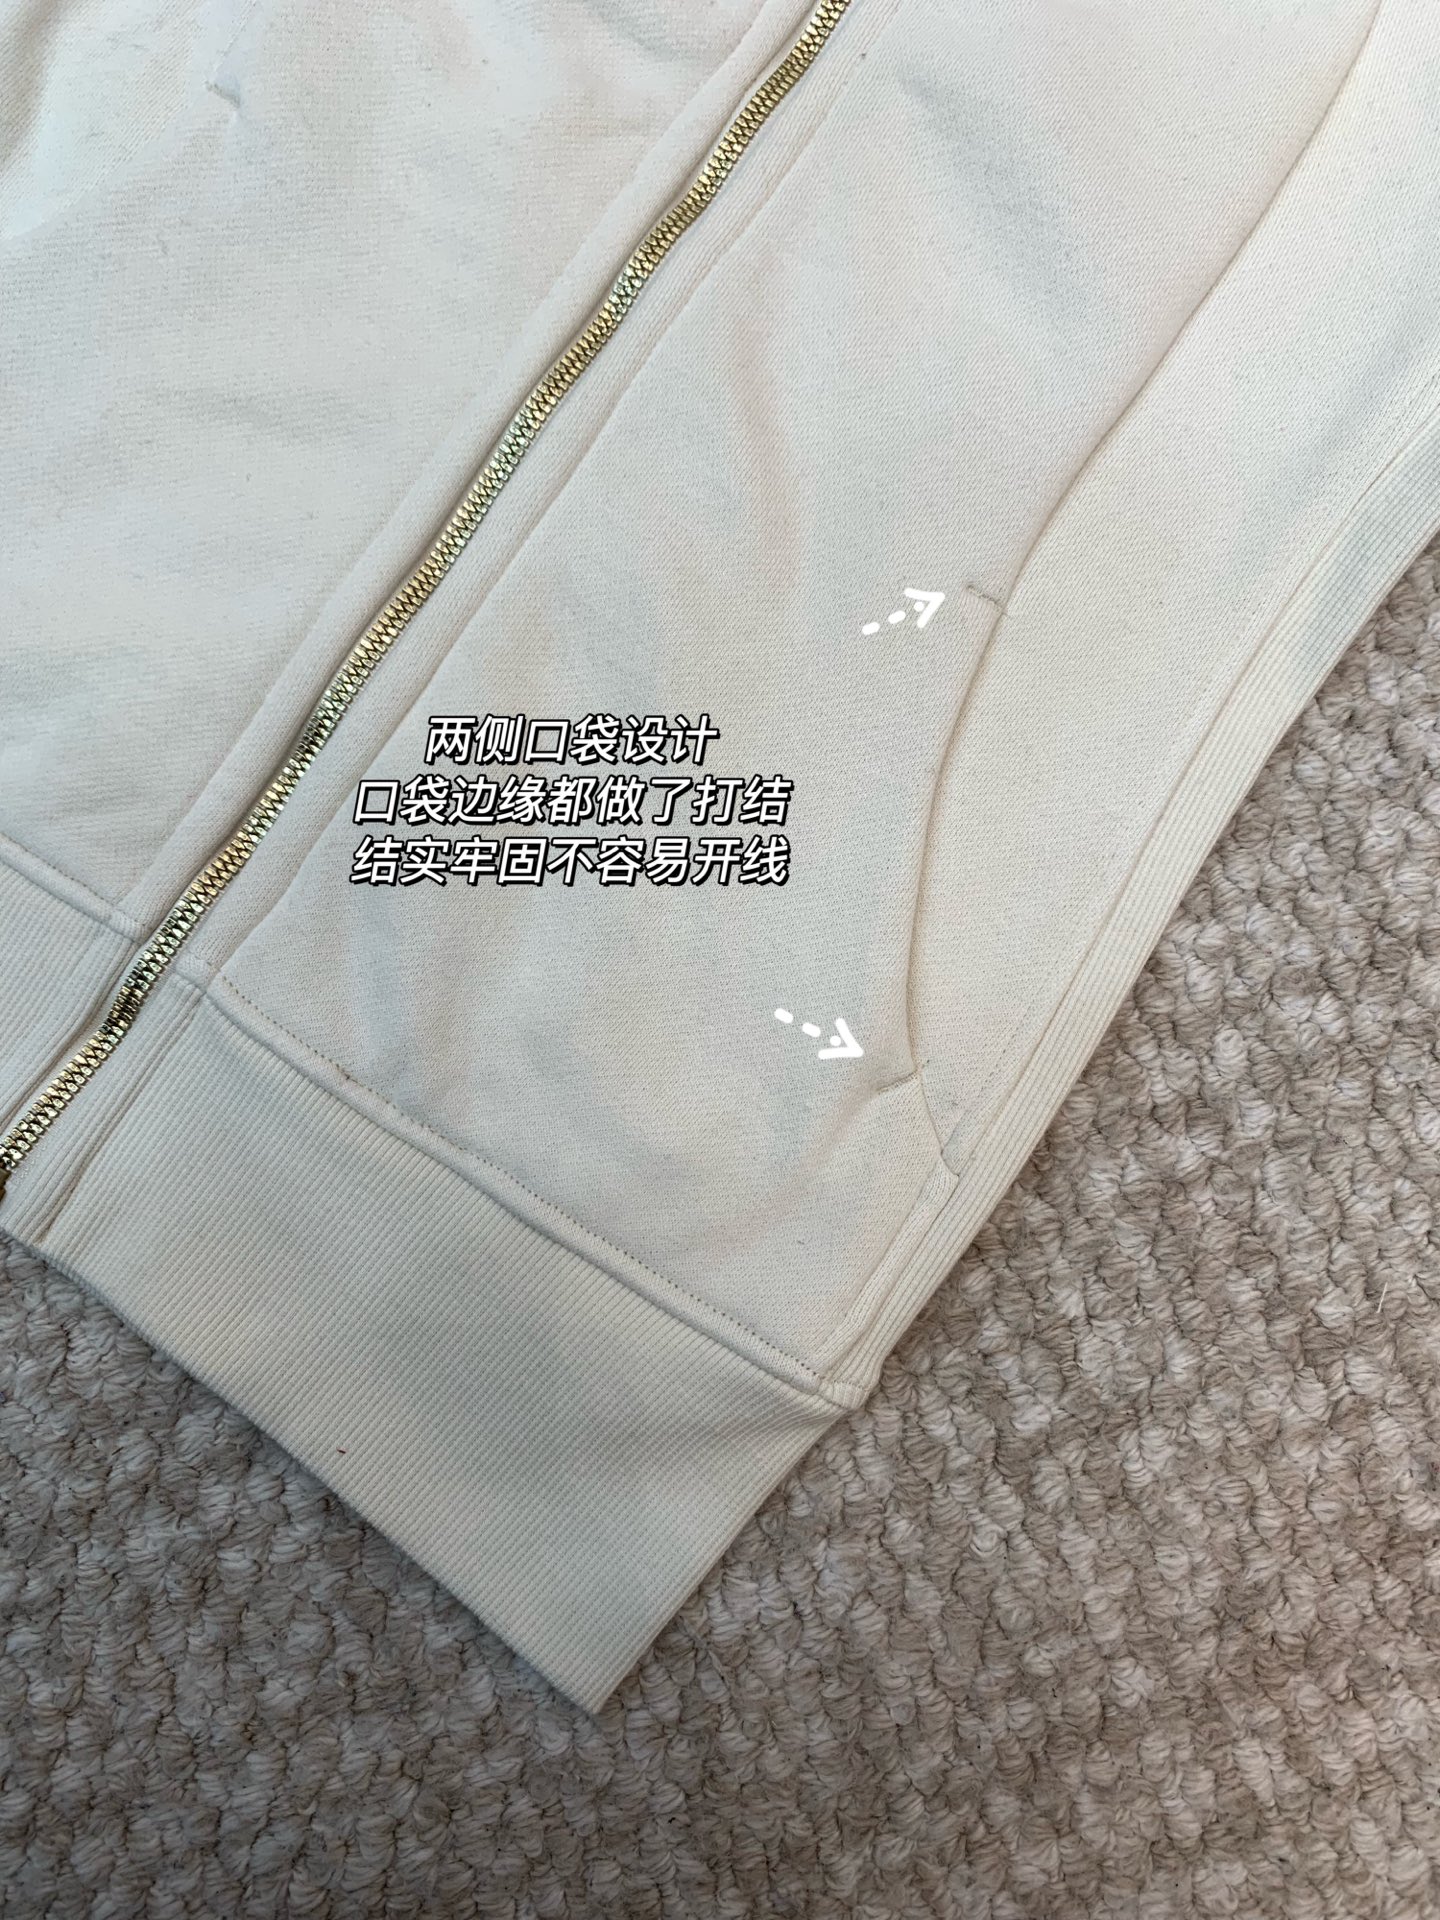 两侧口袋设计
口袋边缘都做了打结
结实牢固不容易开线